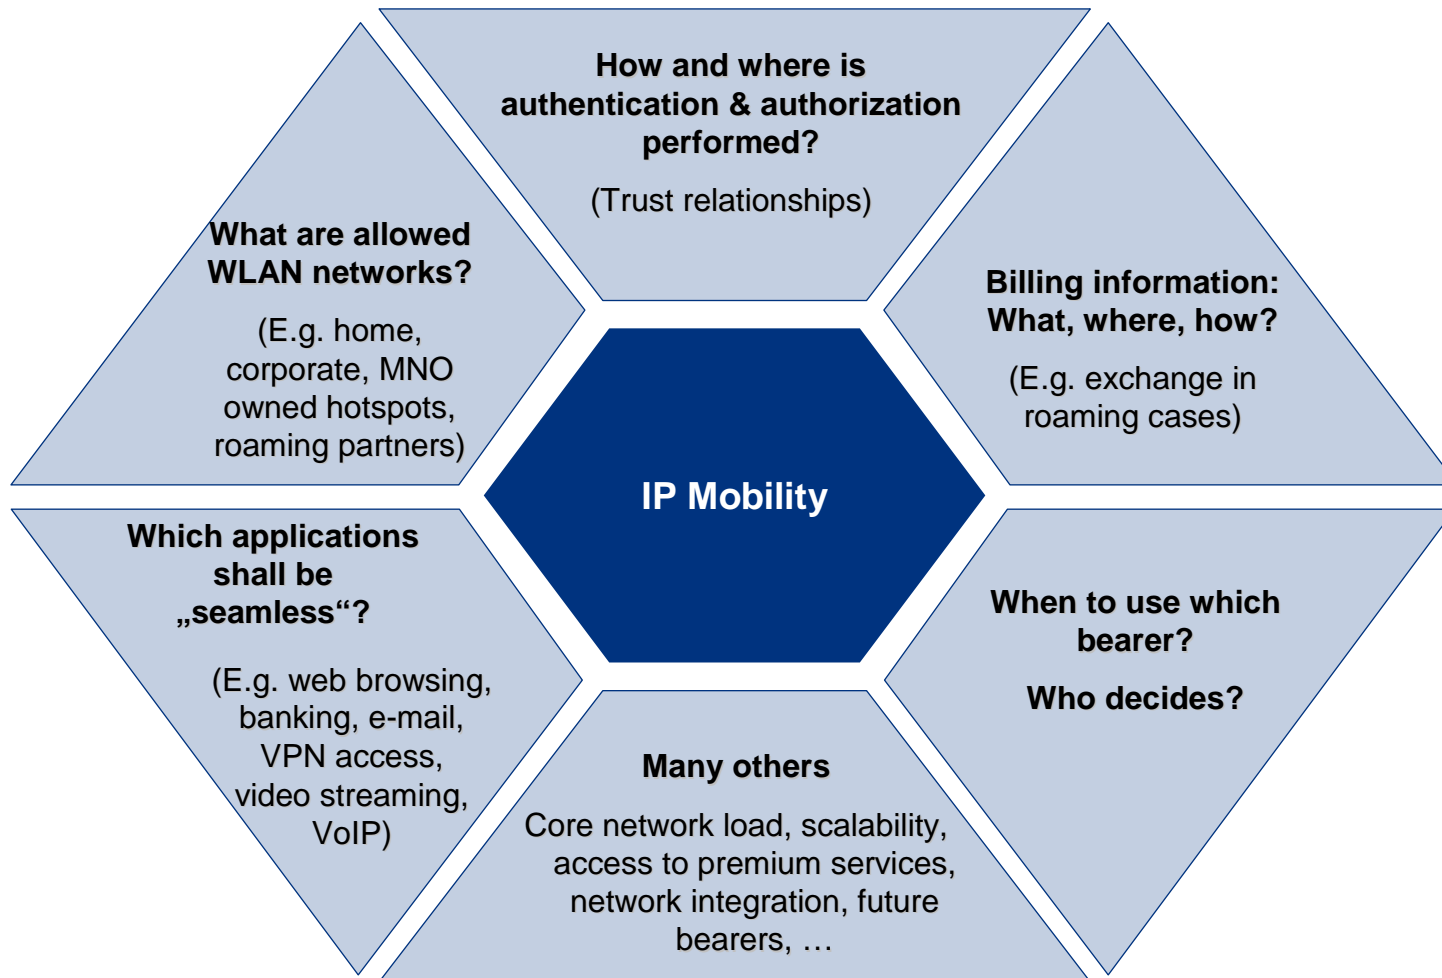 How and where is
authentication & authorization
performed?
(Trust relationships)
What are allowed
WLAN networks?
(E.g. home,
corporate, MNO
owned hotspots,
roaming partners)
Billing information:
What, where, how?
(E.g. exchange in
roaming cases)
IP Mobility
Which applications
shall be
„seamless“?
(E.g. web browsing,
banking, e-mail,
VPN access,
video streaming,
VoIP)
When to use which
bearer?
Who decides?
Many others
Core network load, scalability,
access to premium services,
network integration, future
bearers, …